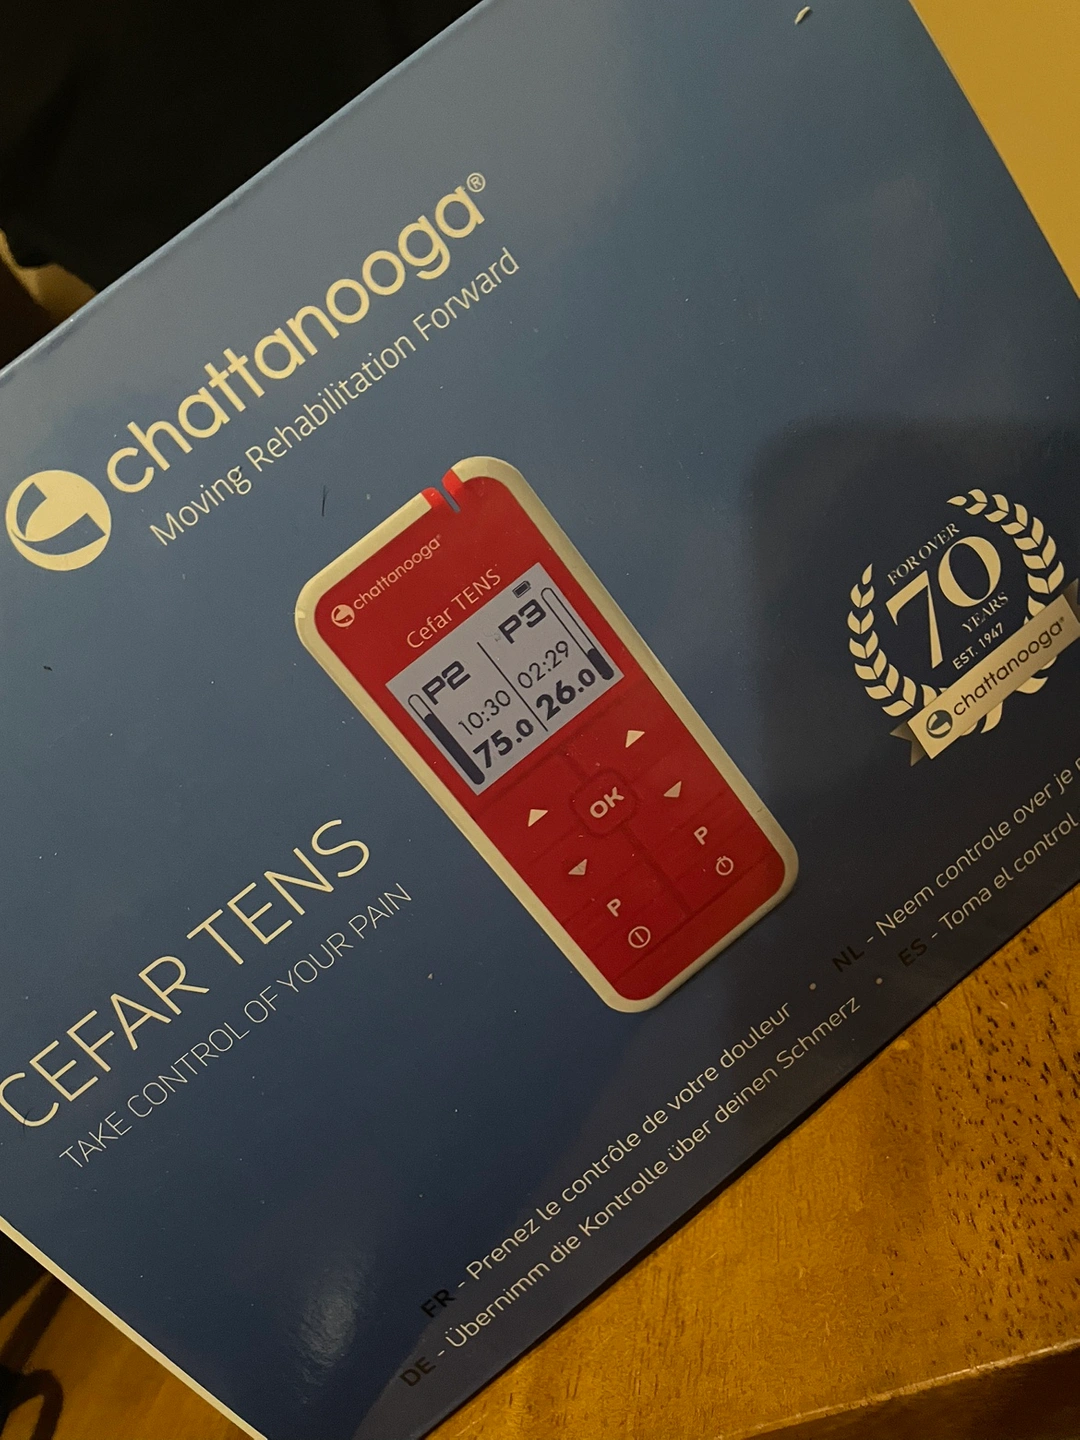 chattanooga®
Moving Rehabilitation Forward
chattanooga®
Cefar TENS
P2 P3
10:30 02:29
75.0 26.0
OK
P
P
FOR OVER
70
YEARS
EST. 1947
chattanooga®
CEFAR TENS
TAKE CONTROL OF YOUR PAIN
FR - Prenez le contrôle de votre douleur • NL - Neem controle over je
DE - Übernimm die Kontrolle über deinen Schmerz • ES - Toma el control